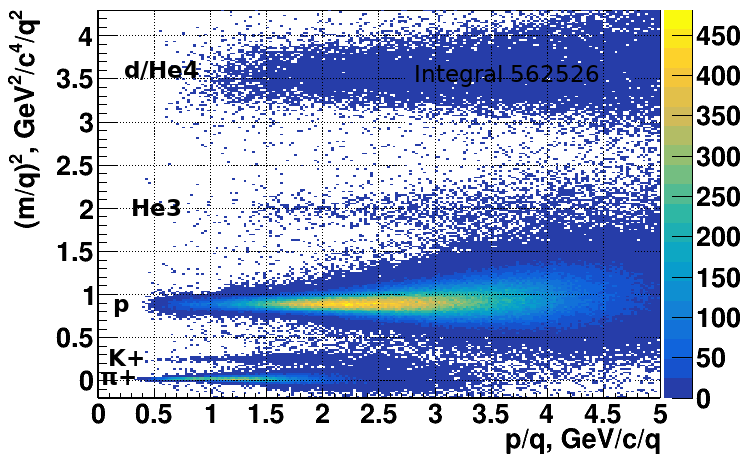 (m/q)², GeV²/c⁴/q²
4
3.5
3
2.5
2
1.5
1
0.5
0
d/He4
Integral 562526
He3
p
K+
π+
0 0.5 1 1.5 2 2.5 3 3.5 4 4.5 5
p/q, GeV/c/q
450
400
350
300
250
200
150
100
50
0